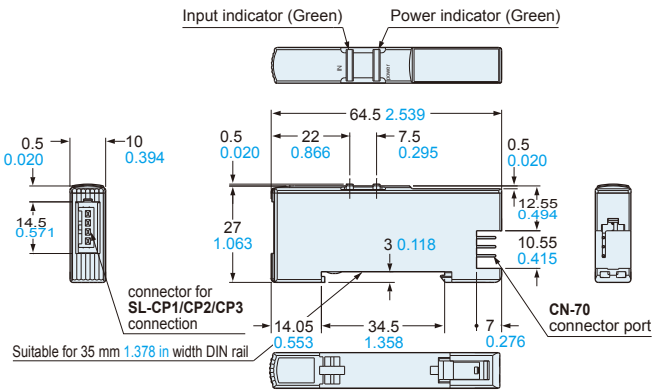 Input indicator (Green) Power indicator (Green)
IN power
64.5 2.539
0.5 10 0.5 22 7.5 0.5
0.020 0.394 0.020 0.866 0.295 0.020
14.5
0.571
27
1.063
12.55
0.494
3 0.118
10.55
0.415
connector for
SL-CP1/CP2/CP3
connection
CN-70
connector port
14.05 34.5 7
0.553 1.358 0.276
Suitable for 35 mm 1.378 in width DIN rail